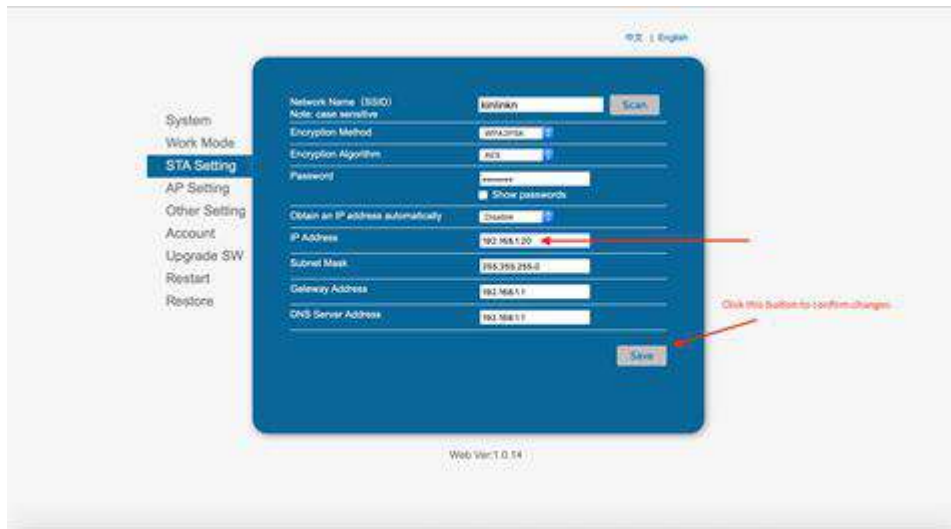 中文 | English
System
Work Mode
STA Setting
AP Setting
Other Setting
Account
Upgrade SW
Restart
Restore
Network Name (SSID)
Note: case sensitive
kinlinkn
Scan
Encryption Method
WPA2PSK
Encryption Algorithm
AES
Password
Show passwords
Obtain an IP address automatically
Disable
IP Address
192.168.1.20
Subnet Mask
255.255.255.0
Gateway Address
192.168.1.1
DNS Server Address
192.168.1.1
Click this button to confirm changes
Save
Web Ver:1.0.14